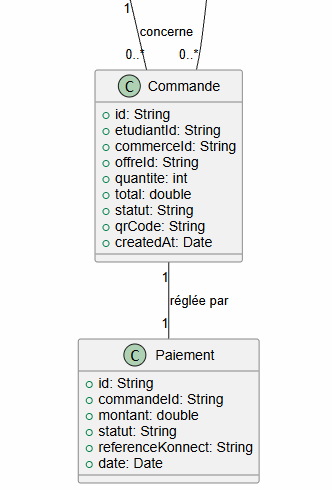 1
concerne
0..* 0..*
C Commande
id: String
etudiantId: String
commerceId: String
offreId: String
quantite: int
total: double
statut: String
qrCode: String
createdAt: Date
1
réglée par
1
C Paiement
id: String
commandeId: String
montant: double
statut: String
referenceKonnect: String
date: Date